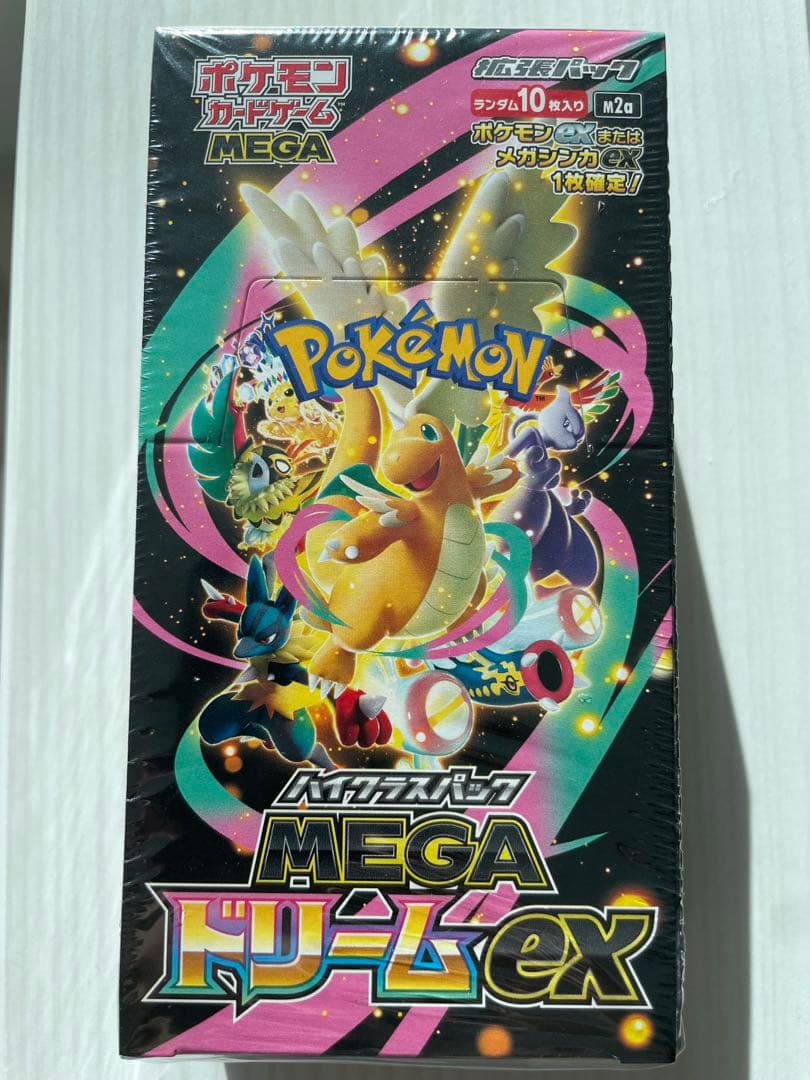 ポケモン
カードゲーム™
MEGA
拡張パック
ランダム10枚入り
M2a
ポケモンexまたは
メガシンカex
1枚確定!
POKÉMON
TM
ハイクラスパック
MEGA
ドリームex